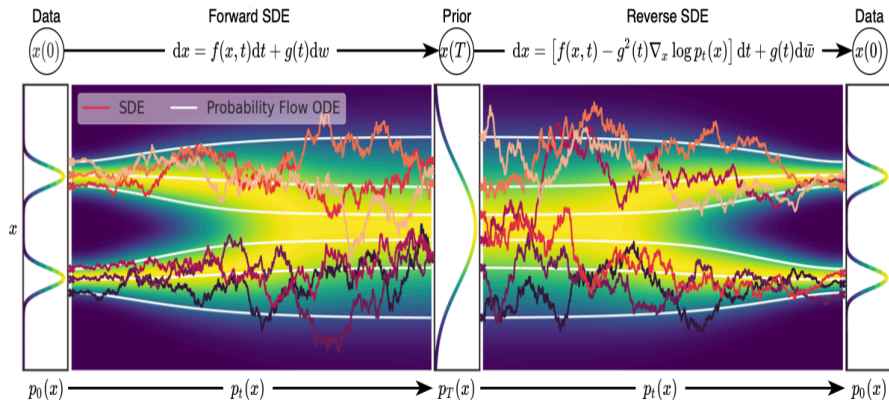 Data Forward SDE Prior Reverse SDE Data
x(0) dx = f(x, t)dt + g(t)dw x(T) dx = [f(x, t) − g²(t)∇ₓ log pₜ(x)] dt + g(t)dw̄ x(0)
SDE Probability Flow ODE
x
p₀(x) pₜ(x) p_T(x) pₜ(x) p₀(x)